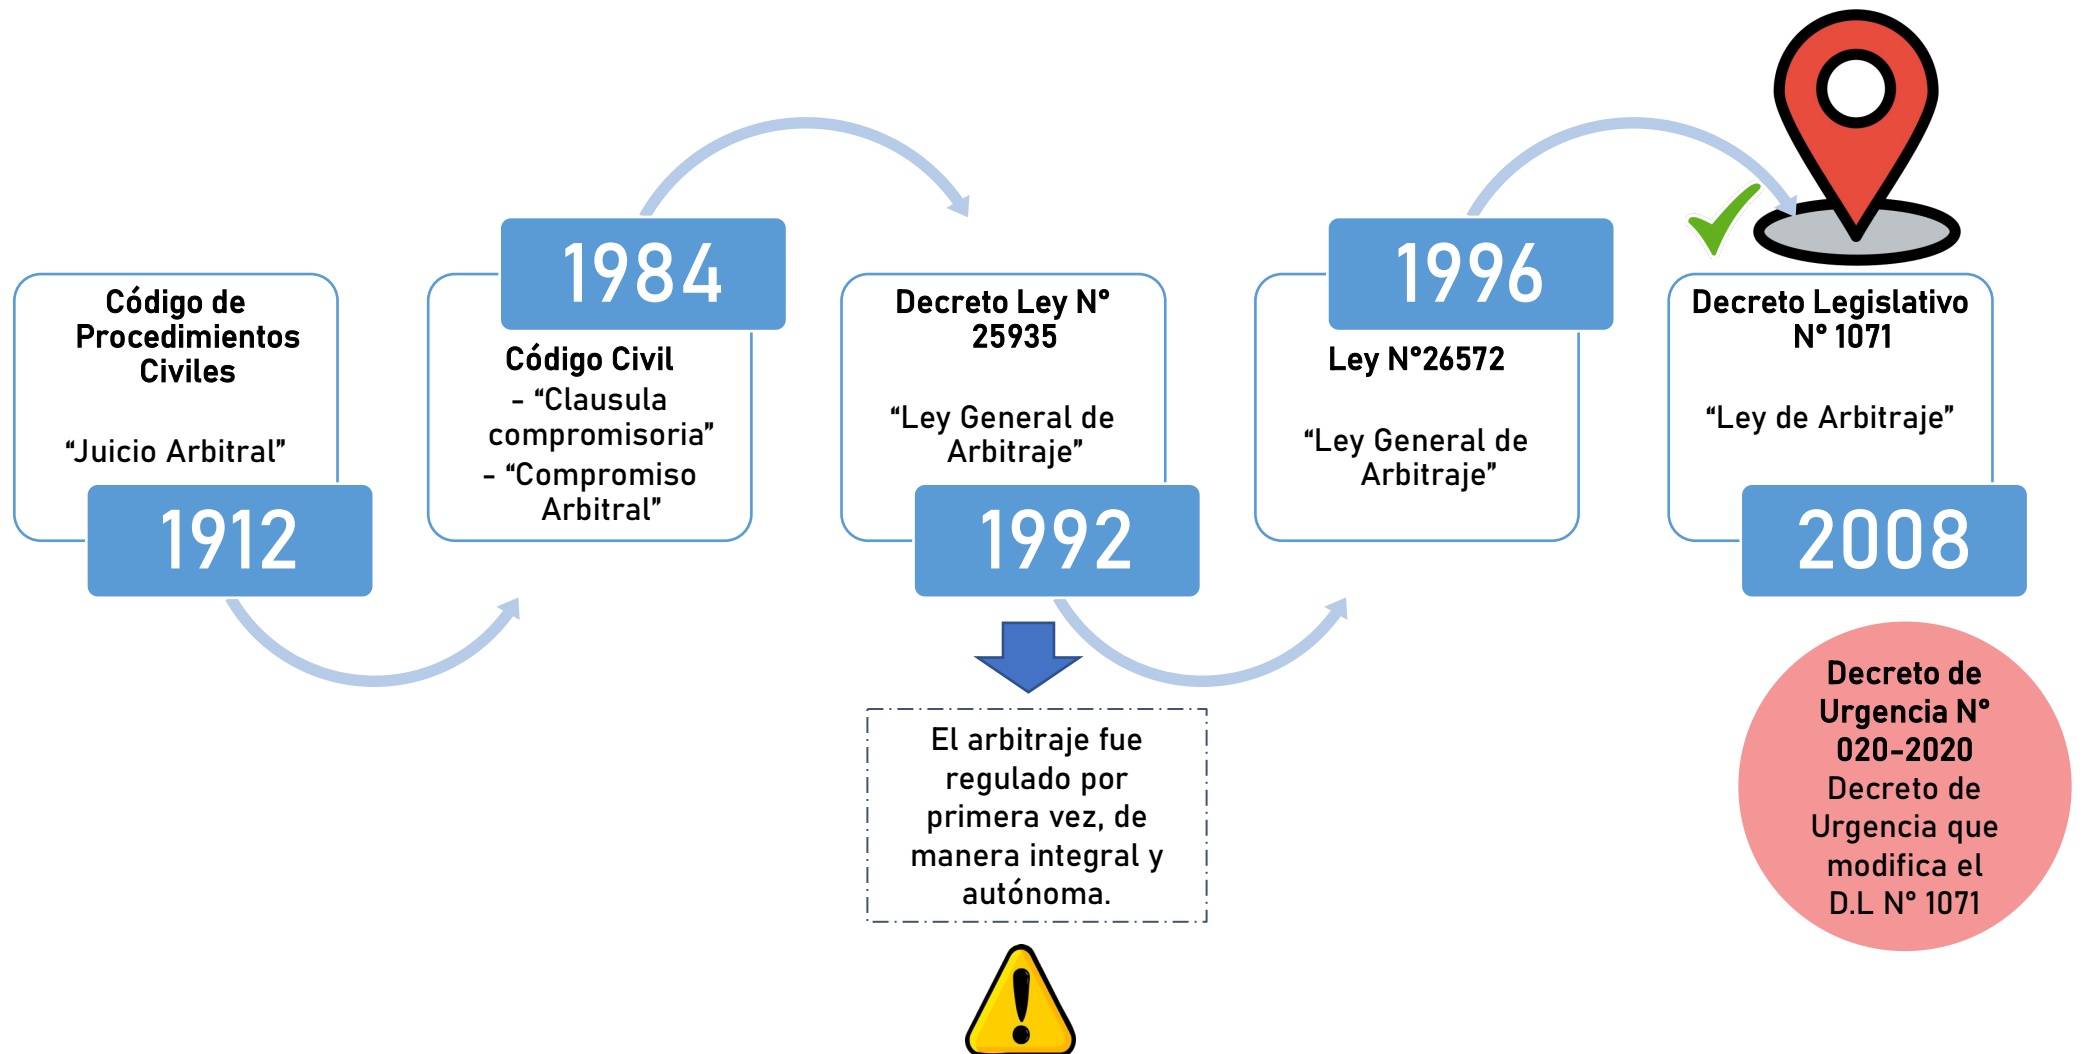 Código de
Procedimientos
Civiles
“Juicio Arbitral”
1912
1984
Código Civil
- “Clausula
compromisoria”
- “Compromiso
Arbitral”
Decreto Ley N°
25935
“Ley General de
Arbitraje”
1992
El arbitraje fue
regulado por
primera vez, de
manera integral y
autónoma.
1996
Ley N°26572
“Ley General de
Arbitraje”
Decreto Legislativo
N° 1071
“Ley de Arbitraje”
2008
Decreto de
Urgencia N°
020-2020
Decreto de
Urgencia que
modifica el
D.L N° 1071